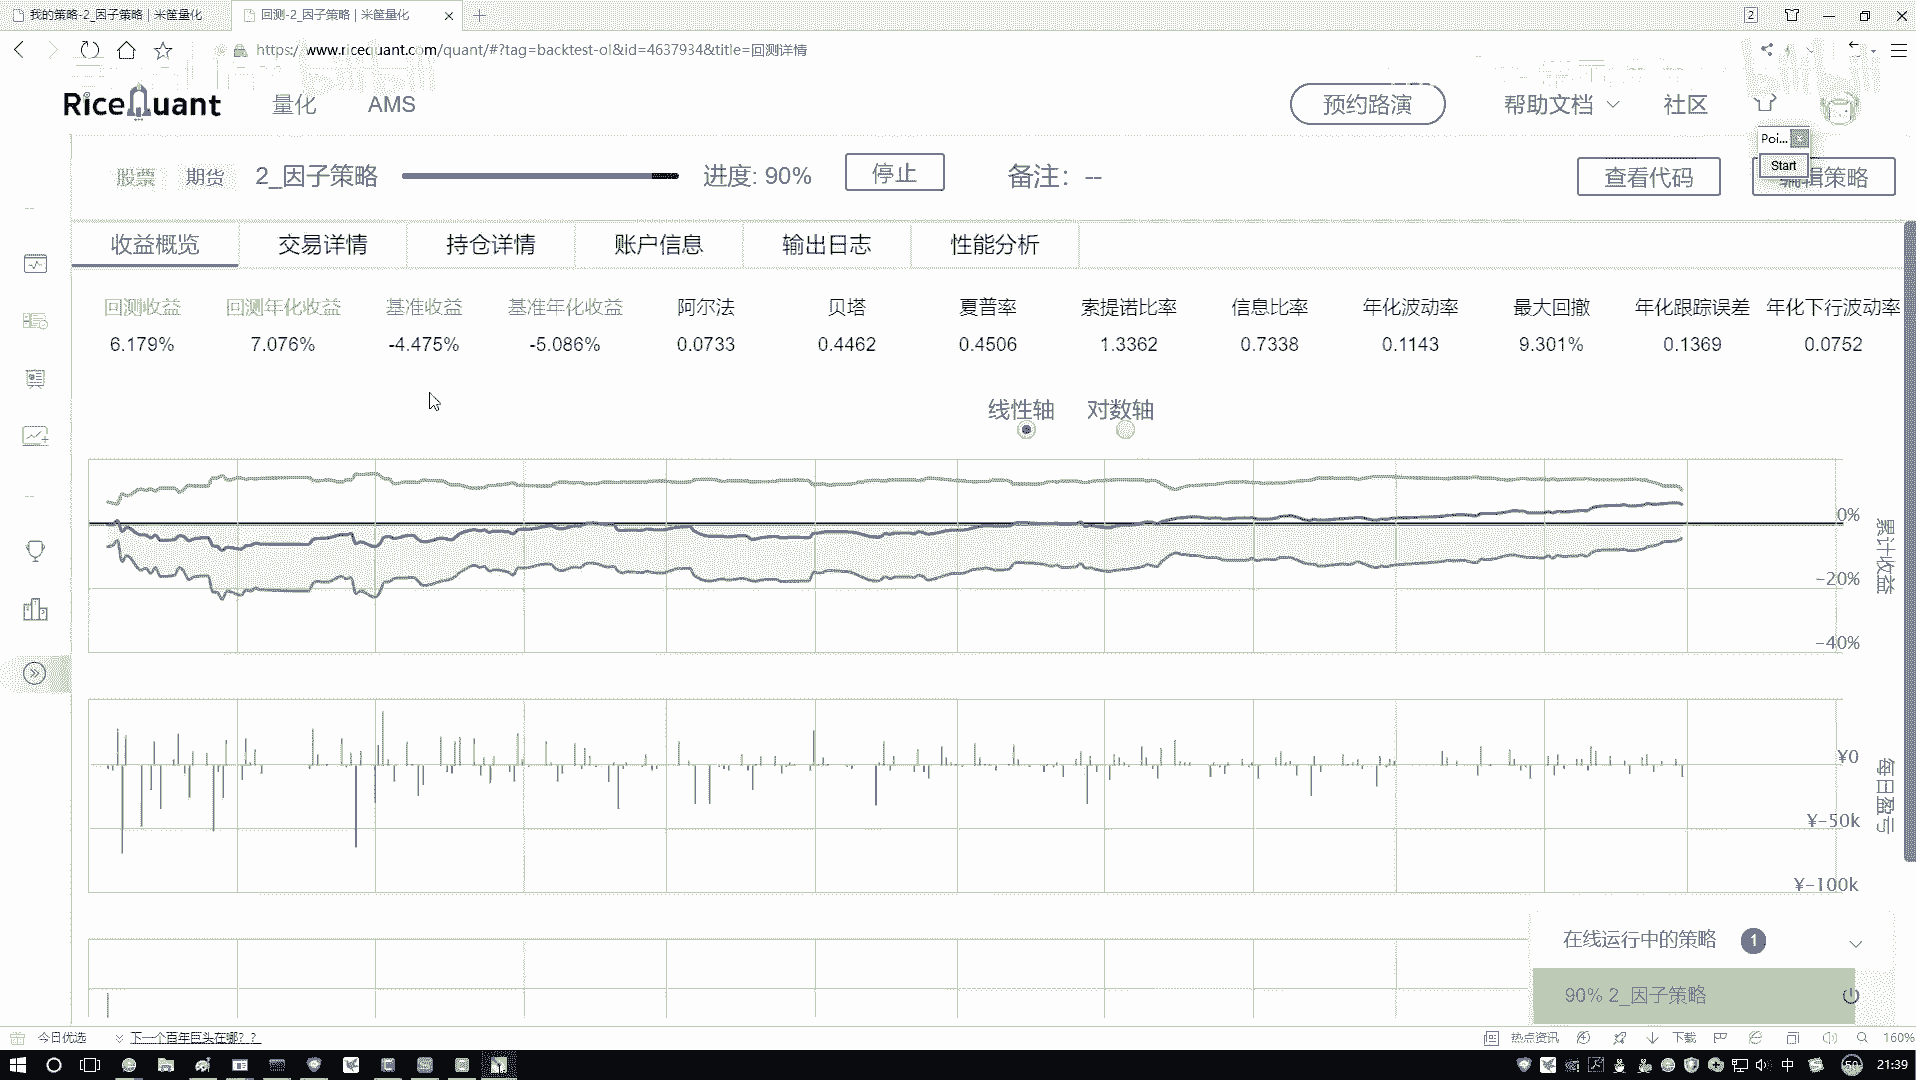 我的策略-2_因子策略 | 米筐量化
回测-2_因子策略 | 米筐量化
2
https://www.ricequant.com/quant/#?tag=backtest-ol&id=4637934&title=回测详情
RiceQuant
量化
AMS
预约路演
帮助文档
社区
Poi...
Start
股票
期货
2_因子策略
进度: 90%
停止
备注: --
查看代码
编辑策略
收益概览
交易详情
持仓详情
账户信息
输出日志
性能分析
回测收益 回测年化收益 基准收益 基准年化收益 阿尔法 贝塔 夏普率 索提诺比率 信息比率 年化波动率 最大回撤 年化跟踪误差 年化下行波动率
6.179% 7.076% -4.475% -5.086% 0.0733 0.4462 0.4506 1.3362 0.7338 0.1143 9.301% 0.1369 0.0752
线性轴 对数轴
0%
-20%
-40%
累计收益
¥0
¥-50k
¥-100k
每日盈亏
在线运行中的策略 1
90% 2_因子策略
今日优选
下一个百年巨头在哪？？
热点资讯
下载
160%
中
50
21:39